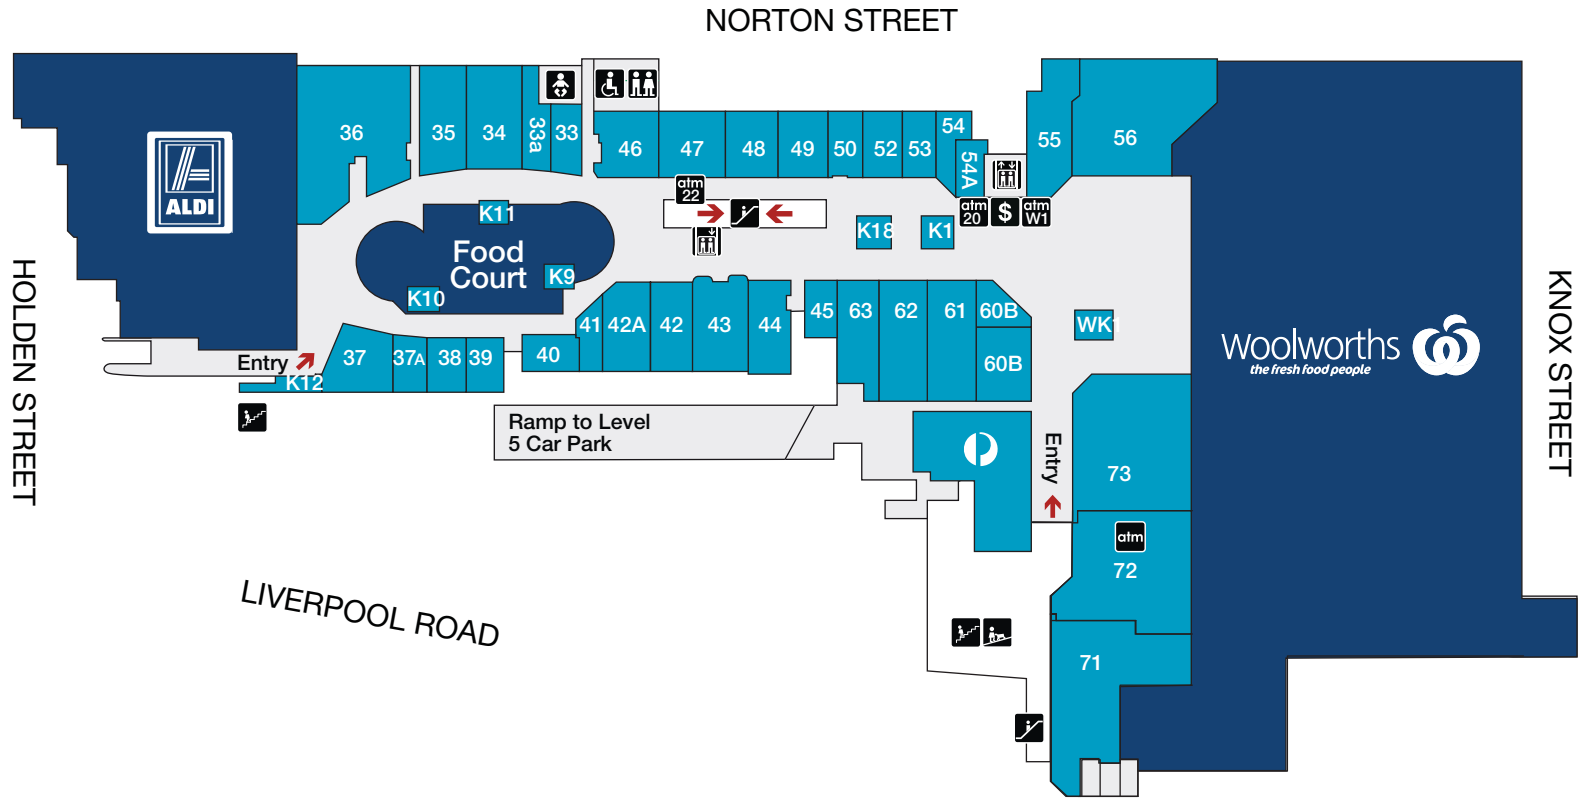 NORTON STREET
HOLDEN STREET
KNOX STREET
LIVERPOOL ROAD
ALDI
36
35
34
33a
33
46
47
48
49
50
52
53
54
54A
55
56
atm
22
atm
20
$
atm
W1
K11
Food
Court
K9
K10
K18
K1
WK1
Entry
K12
37
37A
38
39
40
41
42A
42
43
44
45
63
62
61
60B
60B
Ramp to Level
5 Car Park
Entry
73
atm
72
71
Woolworths
the fresh food people